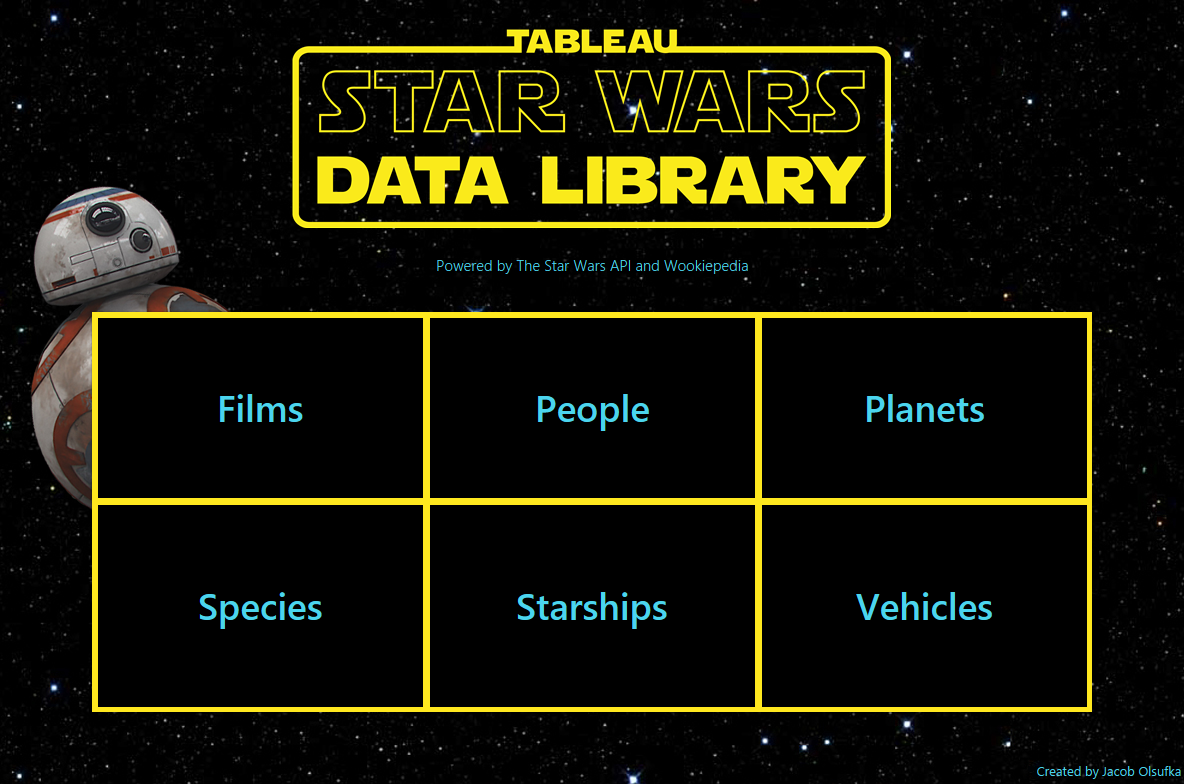 TABLEAU
STAR WARS
DATA LIBRARY
Powered by The Star Wars API and Wookiepedia
Films
People
Planets
Species
Starships
Vehicles
Created by Jacob Olsufka